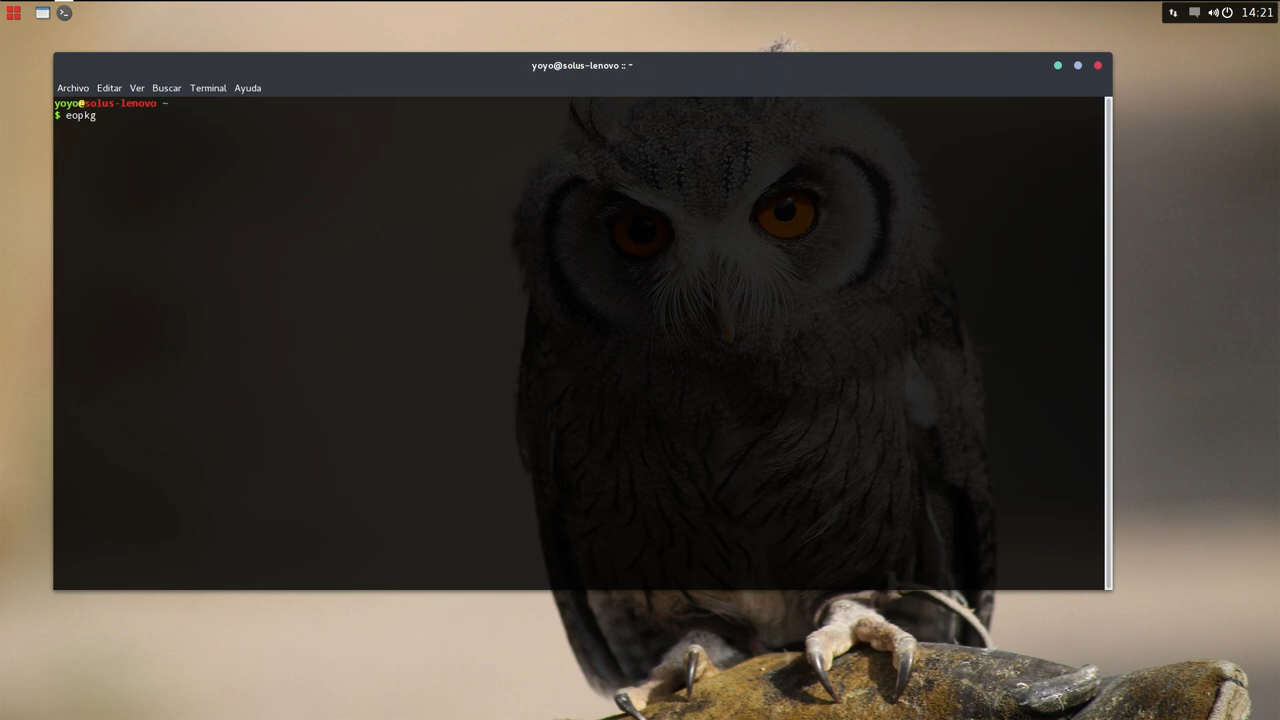 14:21
yoyo@solus-lenovo :: ~
Archivo Editar Ver Buscar Terminal Ayuda
yoyo@solus-lenovo ~
$ eopkg